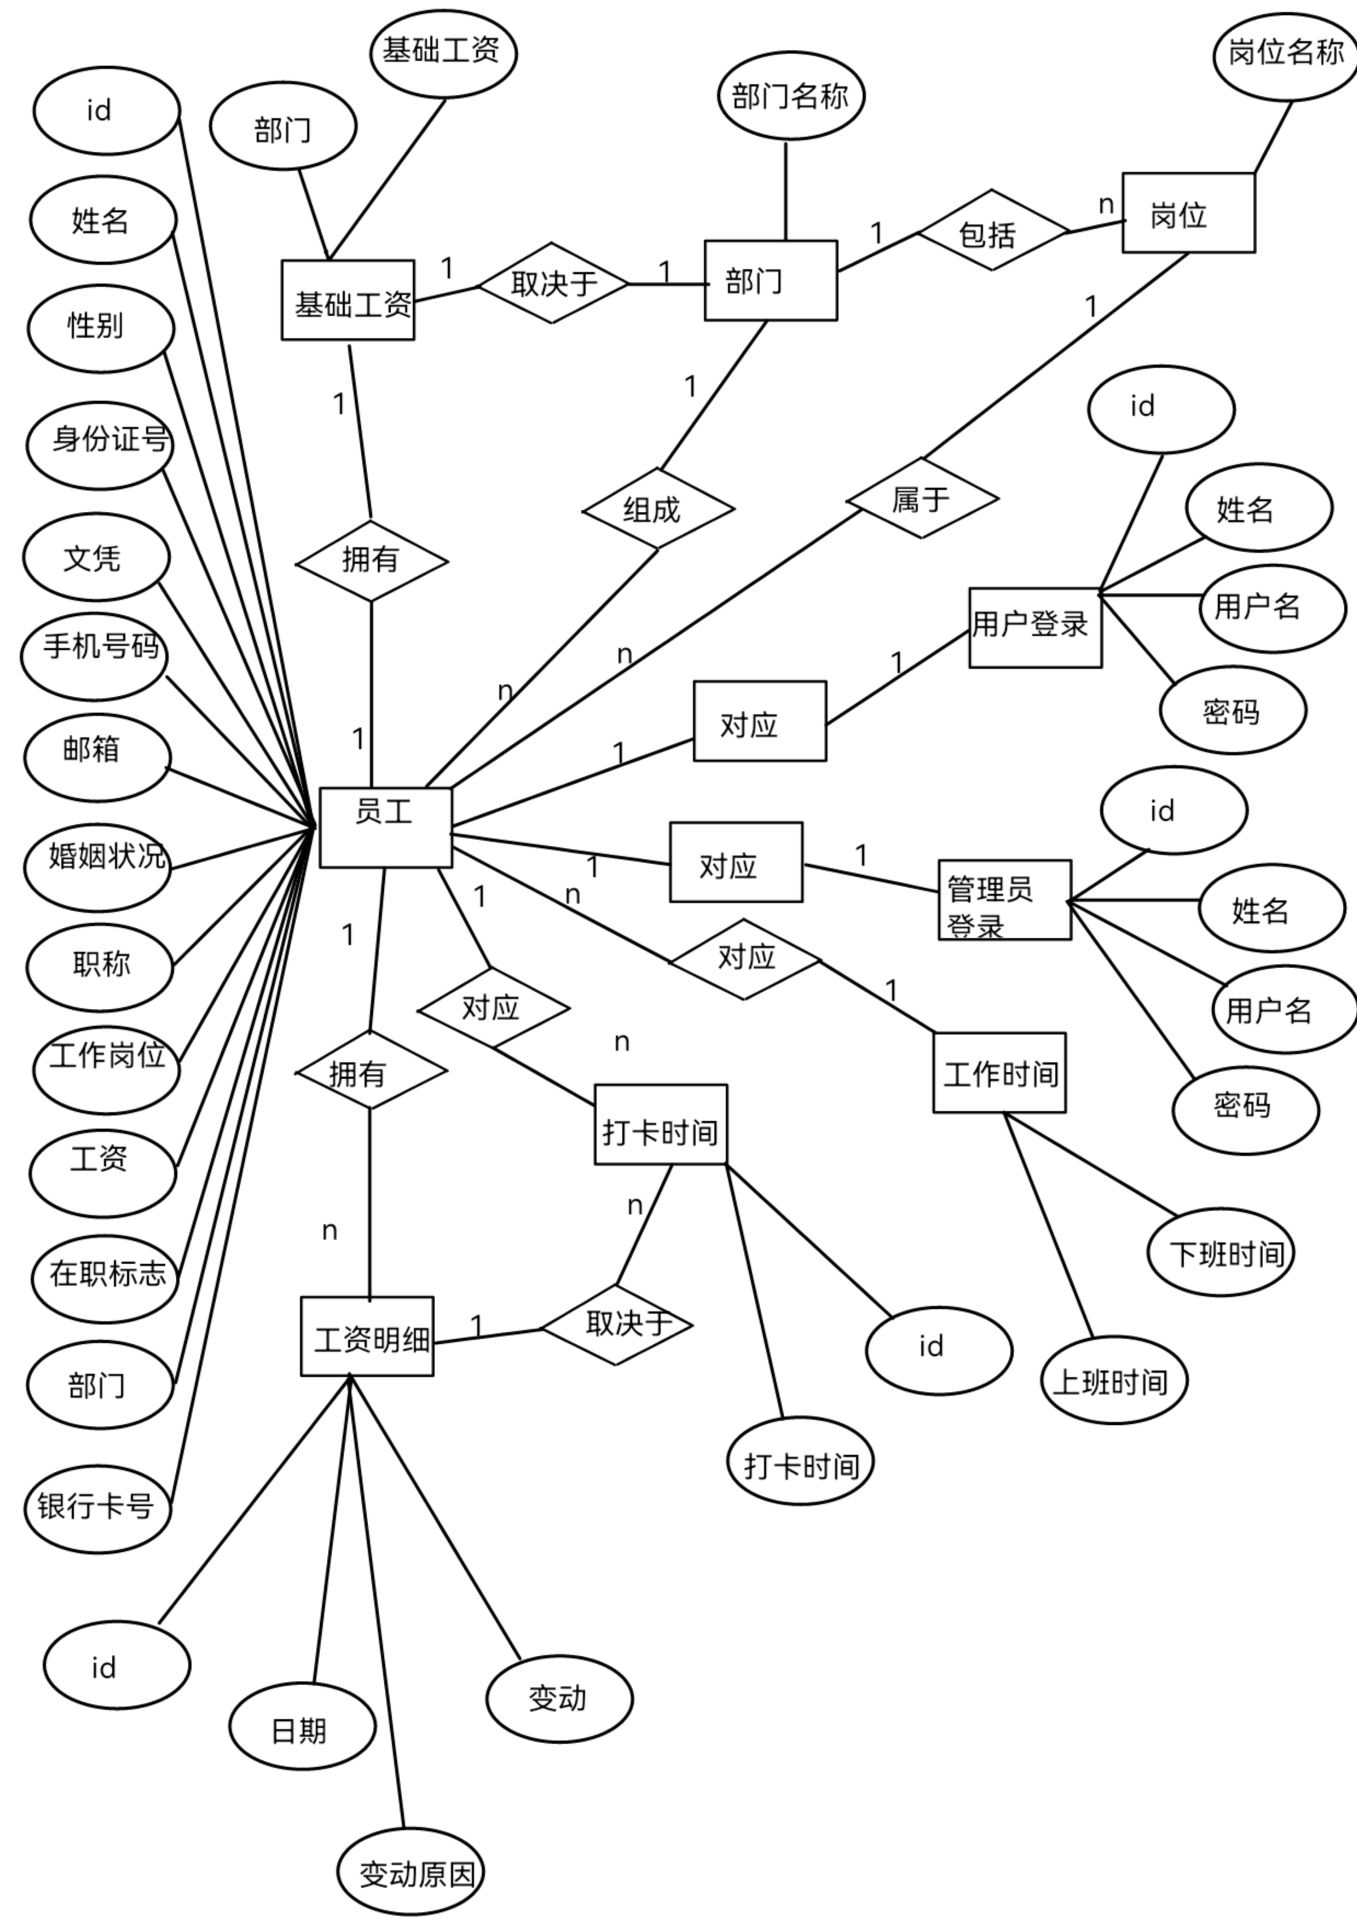 基础工资
岗位名称
部门名称
id
部门
姓名
岗位
n
包括
1
1
取决于
1
部门
基础工资
性别
1
1
1
id
身份证号
组成
属于
姓名
文凭
拥有
用户名
用户登录
手机号码
n
1
密码
n
对应
邮箱
1
1
员工
id
婚姻状况
1
对应
1
管理员
登录
姓名
1
n
1
职称
对应
1
用户名
对应
工作岗位
n
拥有
工作时间
密码
打卡时间
工资
n
n
下班时间
在职标志
1
取决于
工资明细
id
部门
上班时间
打卡时间
银行卡号
id
变动
日期
变动原因